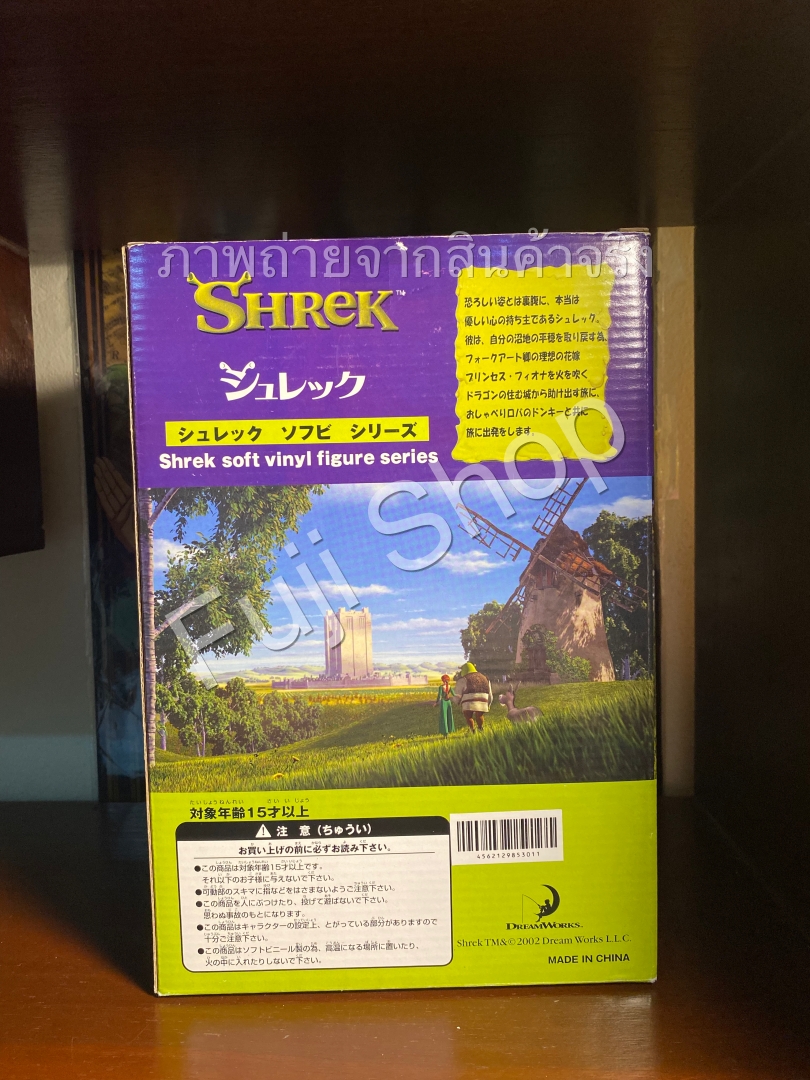 ภาพถ่ายจากสินค้าจริง
SHREK™
シュレック
シュレック ソフビ シリーズ
Shrek soft vinyl figure series
恐ろしい姿とは裏腹に、本当は
優しい心の持ち主であるシュレック。
彼は、自分の沼地の平穏を取り戻す為、
フォークアート卿の理想の花嫁
プリンセス・フィオナを火を吹く
ドラゴンの住む城から助け出す旅に、
おしゃべりロバのドンキーと共に
旅に出発をします。
Fuji Shop
たいしょうねんれい さいいじょう
対象年齢15才以上
⚠ 注 意 (ちゅうい)
お買い上げの前に必ずお読み下さい。
●この商品は対象年齢15才以上です。
それ以下のお子様に与えないで下さい。
●可動部のスキマに指などをはさまないようご注意下さい。
●この商品を人にぶつけたり、投げて遊ばないで下さい。
思わぬ事故のもとになります。
●この商品はキャラクターの設定上、とがっている部分がありますので
十分ご注意下さい。
●この商品はソフトビニール製の為、高温になる場所に置いたり、
火の中に入れたりしないで下さい。
4562129853011
DREAMWORKS.
Shrek TM&© 2002 Dream Works L.L.C
MADE IN CHINA